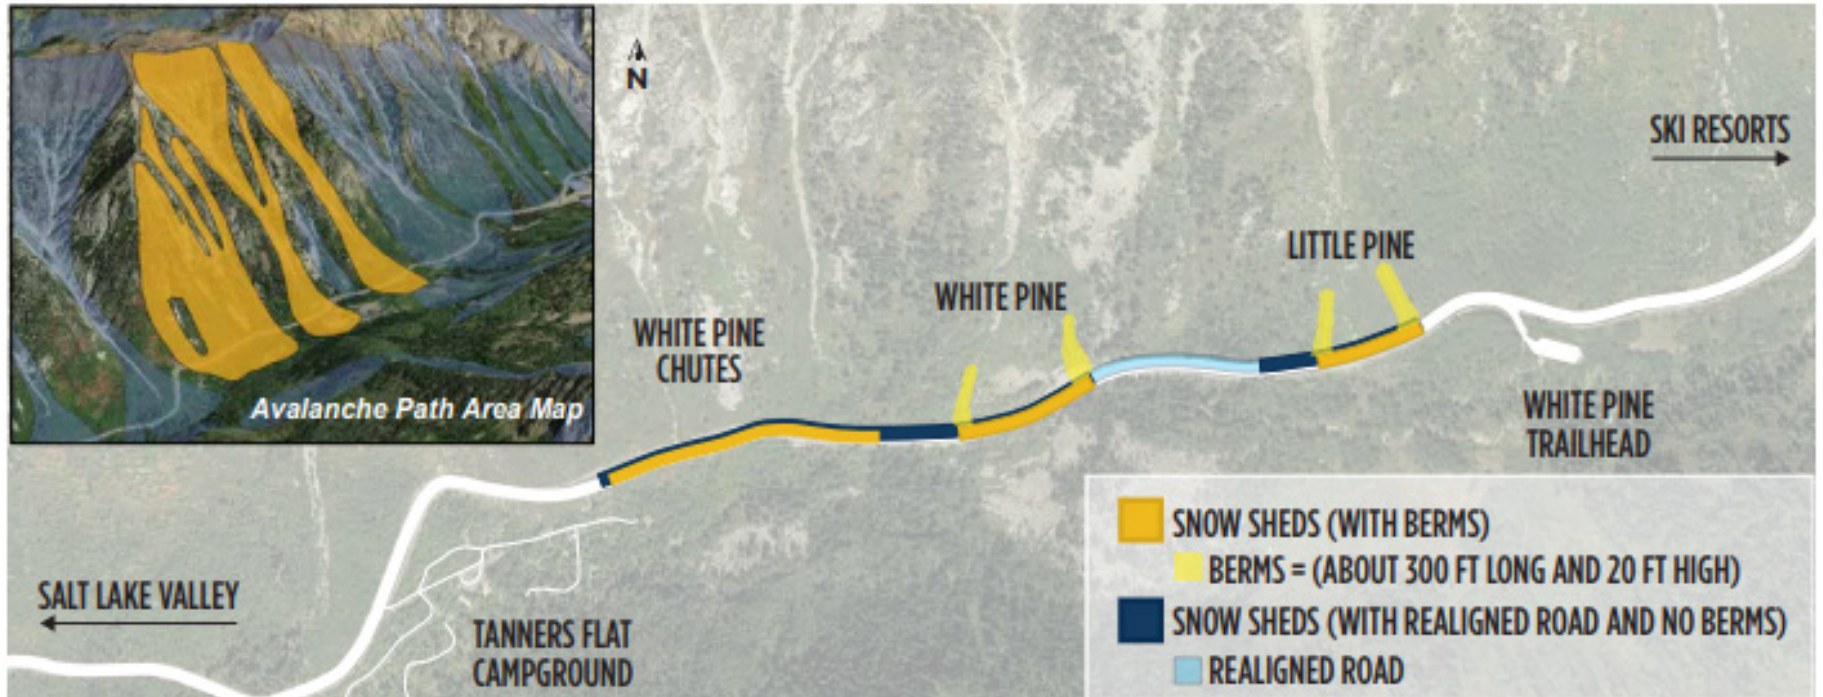 Avalanche Path Area Map
N
SKI RESORTS
LITTLE PINE
WHITE PINE
WHITE PINE
CHUTES
WHITE PINE
TRAILHEAD
SALT LAKE VALLEY
TANNERS FLAT
CAMPGROUND
SNOW SHEDS (WITH BERMS)
BERMS = (ABOUT 300 FT LONG AND 20 FT HIGH)
SNOW SHEDS (WITH REALIGNED ROAD AND NO BERMS)
REALIGNED ROAD